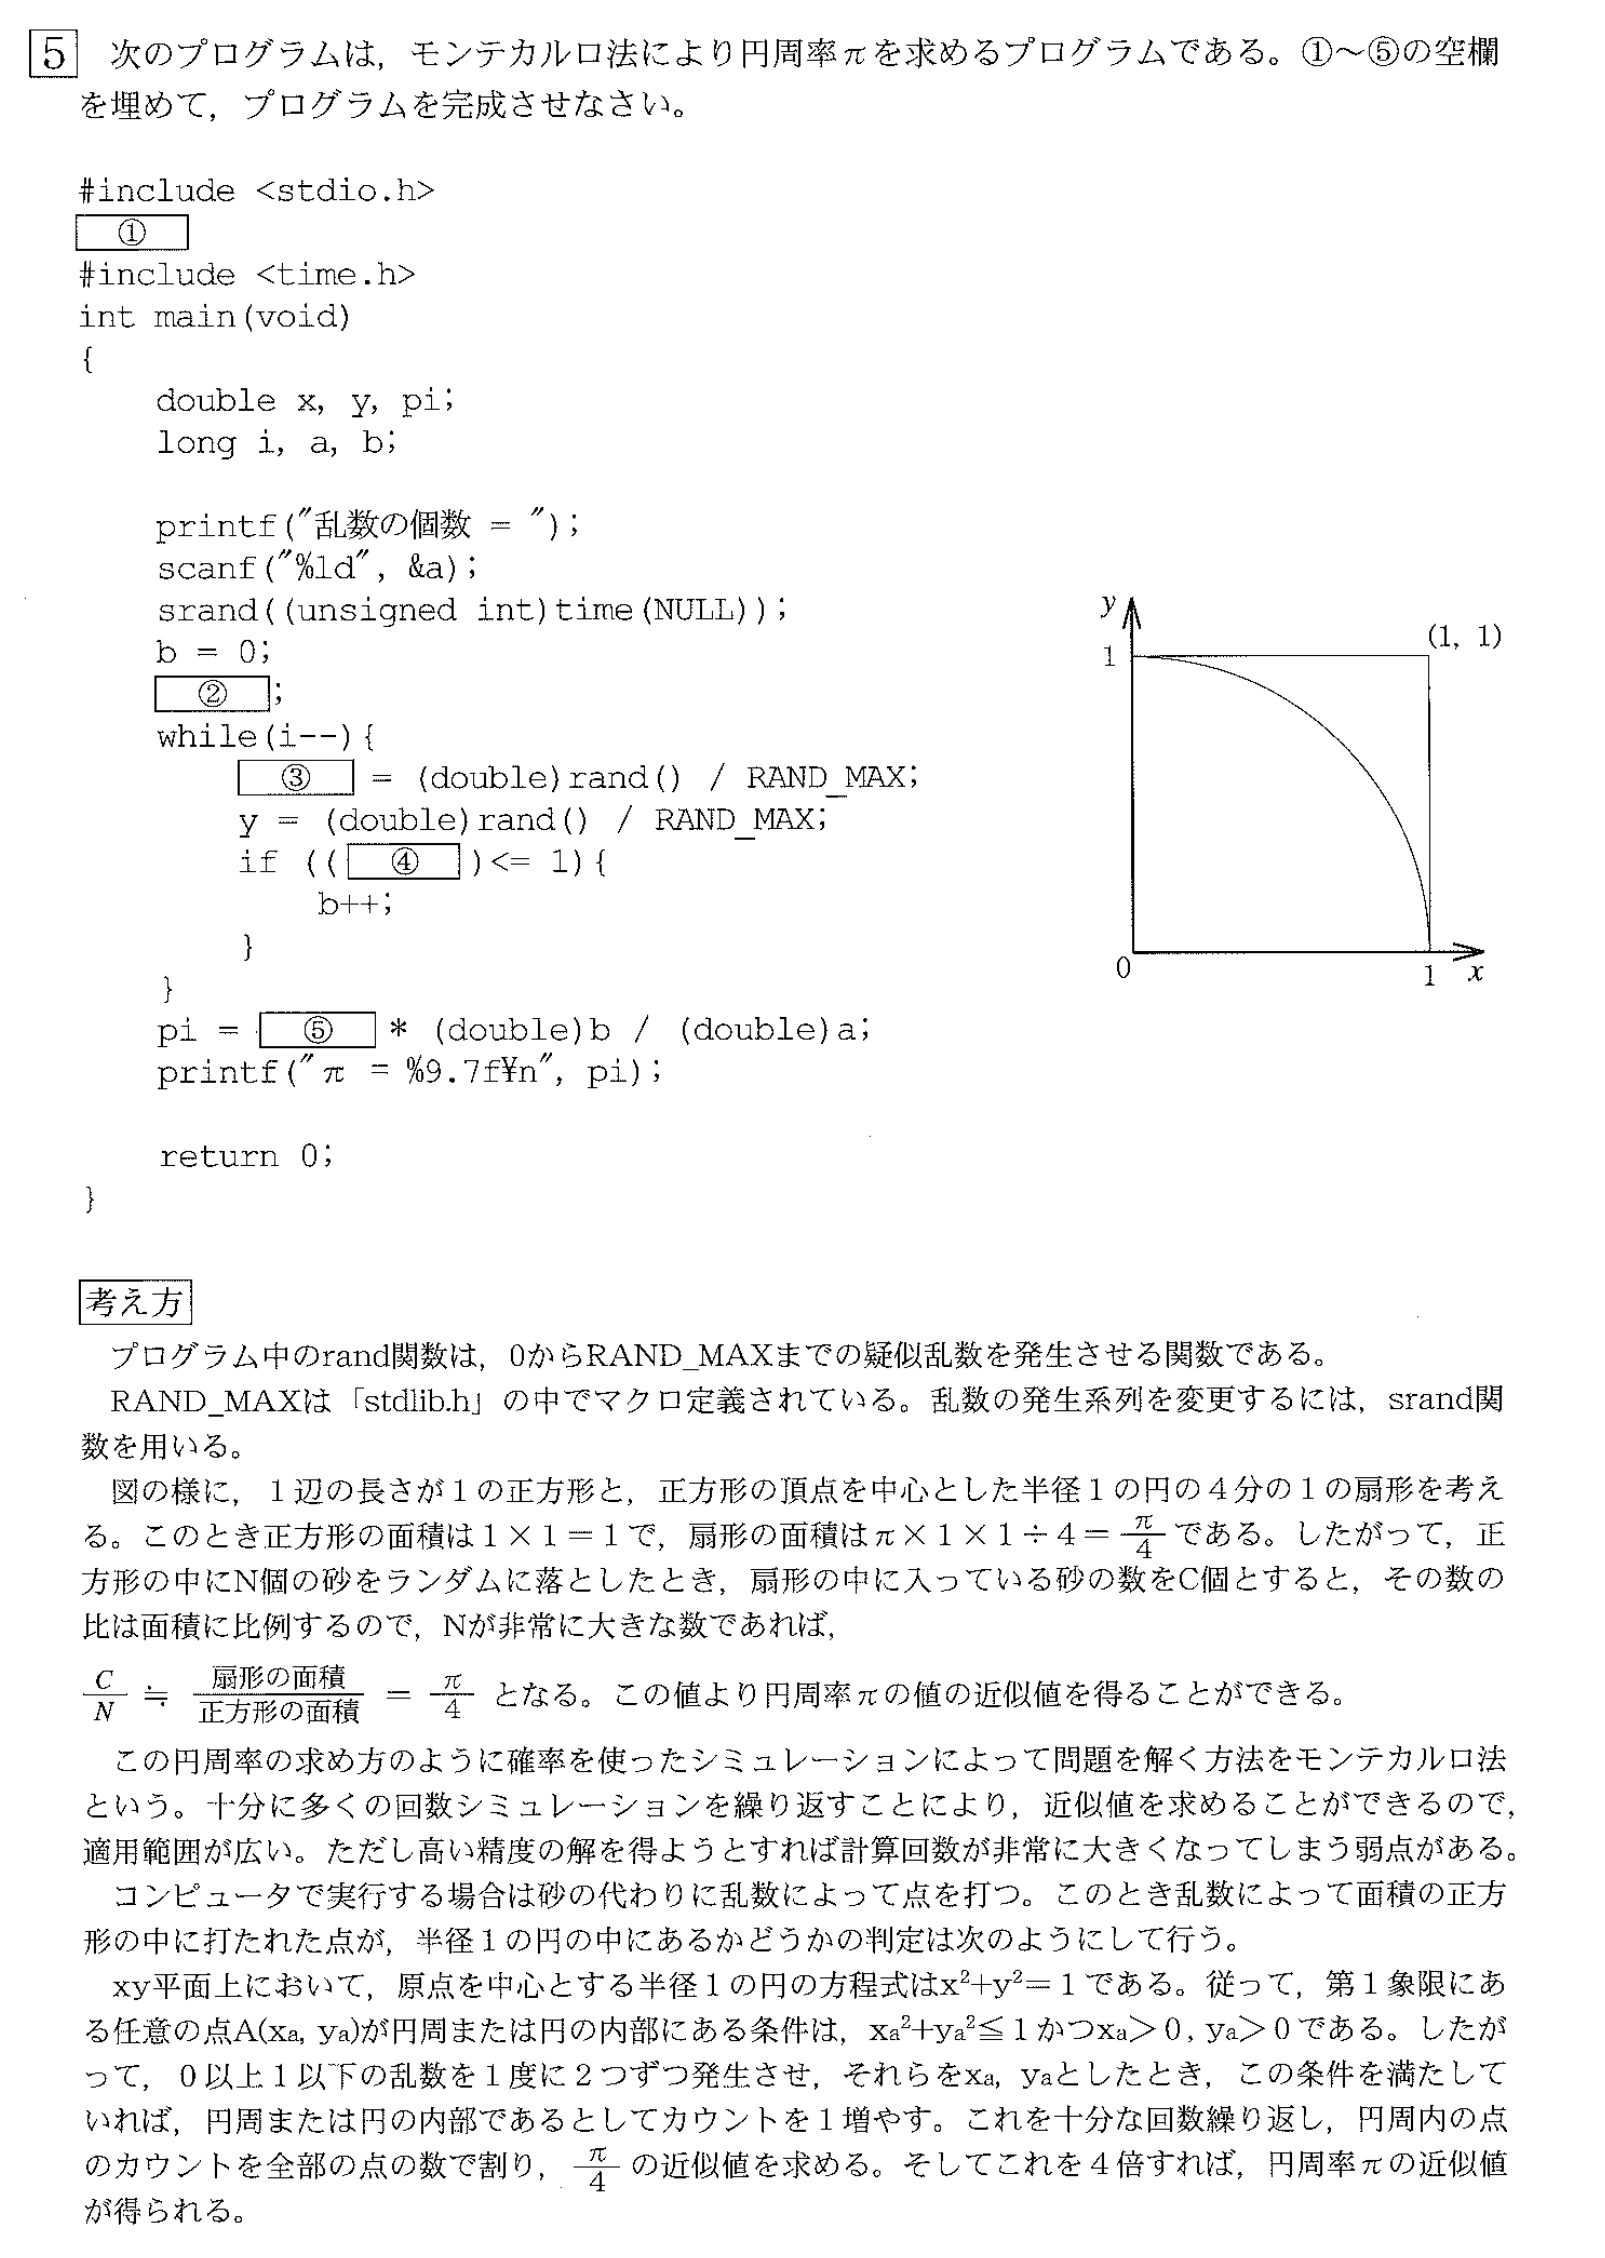 5 次のプログラムは，モンテカルロ法により円周率πを求めるプログラムである。①～⑤の空欄
を埋めて，プログラムを完成させなさい。
#include <stdio.h>
①
#include <time.h>
int main(void)
{
double x, y, pi;
long i, a, b;
printf("乱数の個数 = ");
scanf("%ld", &a);
srand((unsigned int)time(NULL));
b = 0;
②;
while(i--){
③ = (double)rand() / RAND_MAX;
y = (double)rand() / RAND_MAX;
if ((④)<= 1){
b++;
}
}
pi = ⑤ * (double)b / (double)a;
printf("π = %9.7f¥n", pi);
return 0;
}
y
1
(1, 1)
0
1
x
考え方
プログラム中のrand関数は，0からRAND_MAXまでの疑似乱数を発生させる関数である。
RAND_MAXは「stdlib.h」の中でマクロ定義されている。乱数の発生系列を変更するには，srand関
数を用いる。
図の様に，１辺の長さが１の正方形と，正方形の頂点を中心とした半径１の円の４分の１の扇形を考え
る。このとき正方形の面積は１×１＝１で，扇形の面積はπ×１×１÷４＝π/4である。したがって，正
方形の中にN個の砂をランダムに落としたとき，扇形の中に入っている砂の数をC個とすると，その数の
比は面積に比例するので，Nが非常に大きな数であれば，
C/N ≒ 扇形の面積/正方形の面積 ＝ π/4 となる。この値より円周率πの値の近似値を得ることができる。
この円周率の求め方のように確率を使ったシミュレーションによって問題を解く方法をモンテカルロ法
という。十分に多くの回数シミュレーションを繰り返すことにより，近似値を求めることができるので，
適用範囲が広い。ただし高い精度の解を得ようとすれば計算回数が非常に大きくなってしまう弱点がある。
コンピュータで実行する場合は砂の代わりに乱数によって点を打つ。このとき乱数によって面積の正方
形の中に打たれた点が，半径１の円の中にあるかどうかの判定は次のようにして行う。
xy平面上において，原点を中心とする半径１の円の方程式はx²+y²=１である。従って，第１象限にあ
る任意の点A(xa, ya)が円周または円の内部にある条件は，xa²+ya²≦１かつxa＞０, ya＞０である。したが
って，０以上１以下の乱数を１度に２つずつ発生させ，それらをxa，yaとしたとき，この条件を満たして
いれば，円周または円の内部であるとしてカウントを１増やす。これを十分な回数繰り返し，円周内の点
のカウントを全部の点の数で割り，π/4の近似値を求める。そしてこれを４倍すれば，円周率πの近似値
が得られる。